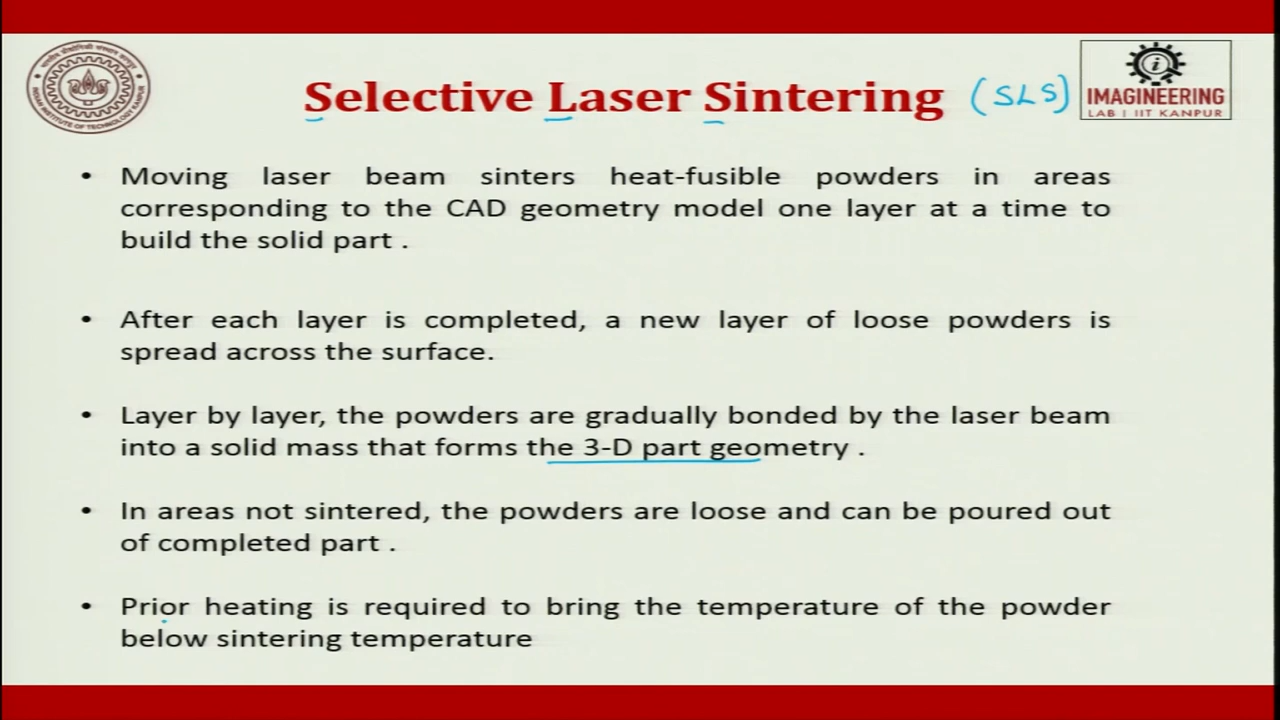 Selective Laser Sintering (SLS)
IMAGINEERING
LAB | IIT KANPUR
• Moving laser beam sinters heat-fusible powders in areas
corresponding to the CAD geometry model one layer at a time to
build the solid part .
• After each layer is completed, a new layer of loose powders is
spread across the surface.
• Layer by layer, the powders are gradually bonded by the laser beam
into a solid mass that forms the 3-D part geometry .
• In areas not sintered, the powders are loose and can be poured out
of completed part .
• Prior heating is required to bring the temperature of the powder
below sintering temperature